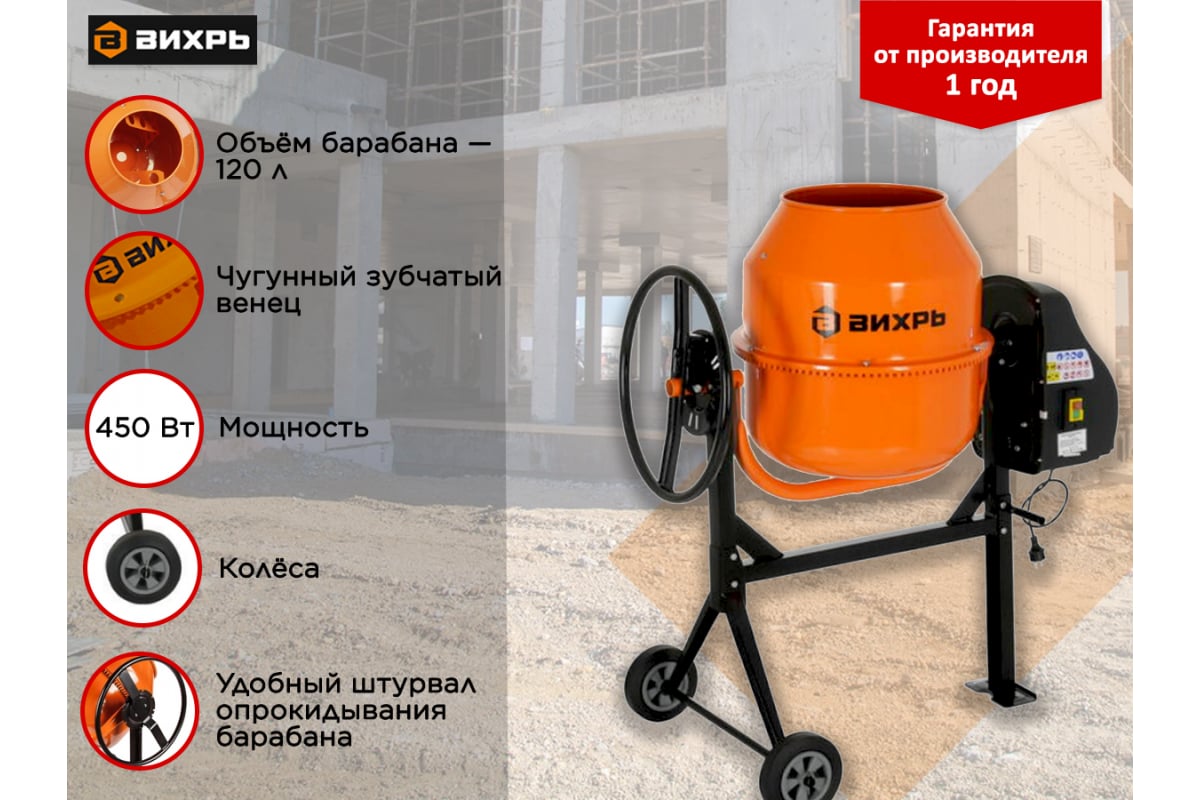 ВИХРЬ
Гарантия
от производителя
1 год
Объём барабана —
120 л
ВИХ
Чугунный зубчатый
венец
450 Вт
Мощность
Колёса
Удобный штурвал
опрокидывания
барабана
ВИХРЬ